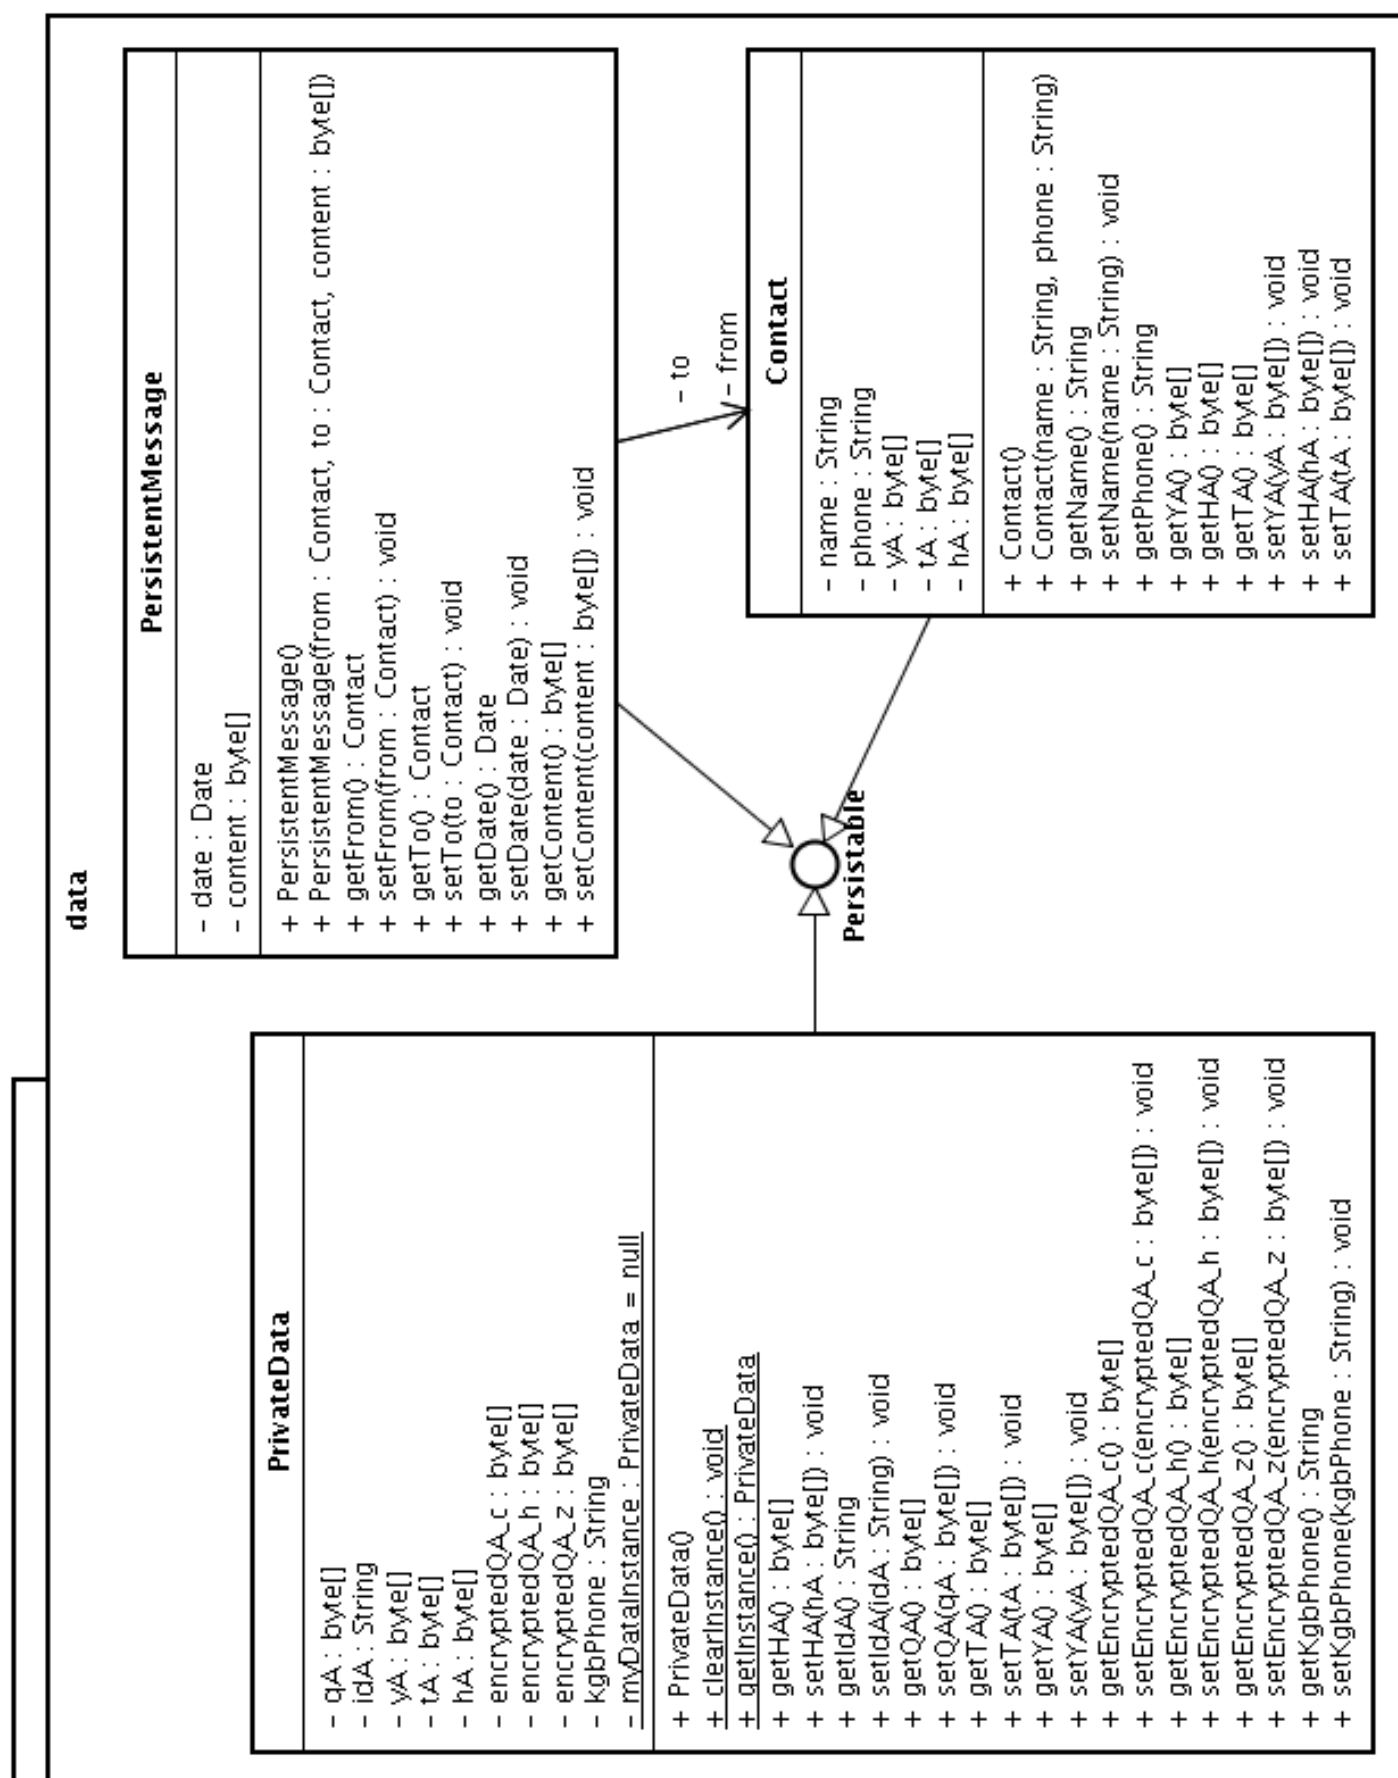 data
PrivateData
- qA : byte[]
- idA : String
- yA : byte[]
- tA : byte[]
- hA : byte[]
- encryptedQA_c : byte[]
- encryptedQA_h : byte[]
- encryptedQA_z : byte[]
- kgbPhone : String
- myDataInstance : PrivateData = null
+ PrivateData()
+ clearInstance() : void
+ getInstance() : PrivateData
+ getHA() : byte[]
+ setHA(hA : byte[]) : void
+ getIdA() : String
+ setIdA(idA : String) : void
+ getQA() : byte[]
+ setQA(qA : byte[]) : void
+ getTA() : byte[]
+ setTA(tA : byte[]) : void
+ getYA() : byte[]
+ setYA(yA : byte[]) : void
+ getEncryptedQA_c() : byte[]
+ setEncryptedQA_c(encryptedQA_c : byte[]) : void
+ getEncryptedQA_h() : byte[]
+ setEncryptedQA_h(encryptedQA_h : byte[]) : void
+ getEncryptedQA_z() : byte[]
+ setEncryptedQA_z(encryptedQA_z : byte[]) : void
+ getKgbPhone() : String
+ setKgbPhone(kgbPhone : String) : void
PersistentMessage
- date : Date
- content : byte[]
+ PersistentMessage()
+ PersistentMessage(from : Contact, to : Contact, content : byte[])
+ getFrom() : Contact
+ setFrom(from : Contact) : void
+ getTo() : Contact
+ setTo(to : Contact) : void
+ getDate() : Date
+ setDate(date : Date) : void
+ getContent() : byte[]
+ setContent(content : byte[]) : void
- to
- from
Persistable
Contact
- name : String
- phone : String
- yA : byte[]
- tA : byte[]
- hA : byte[]
+ Contact()
+ Contact(name : String, phone : String)
+ getName() : String
+ setName(name : String) : void
+ getPhone() : String
+ getYA() : byte[]
+ getHA() : byte[]
+ getTA() : byte[]
+ setYA(yA : byte[]) : void
+ setHA(hA : byte[]) : void
+ setTA(tA : byte[]) : void